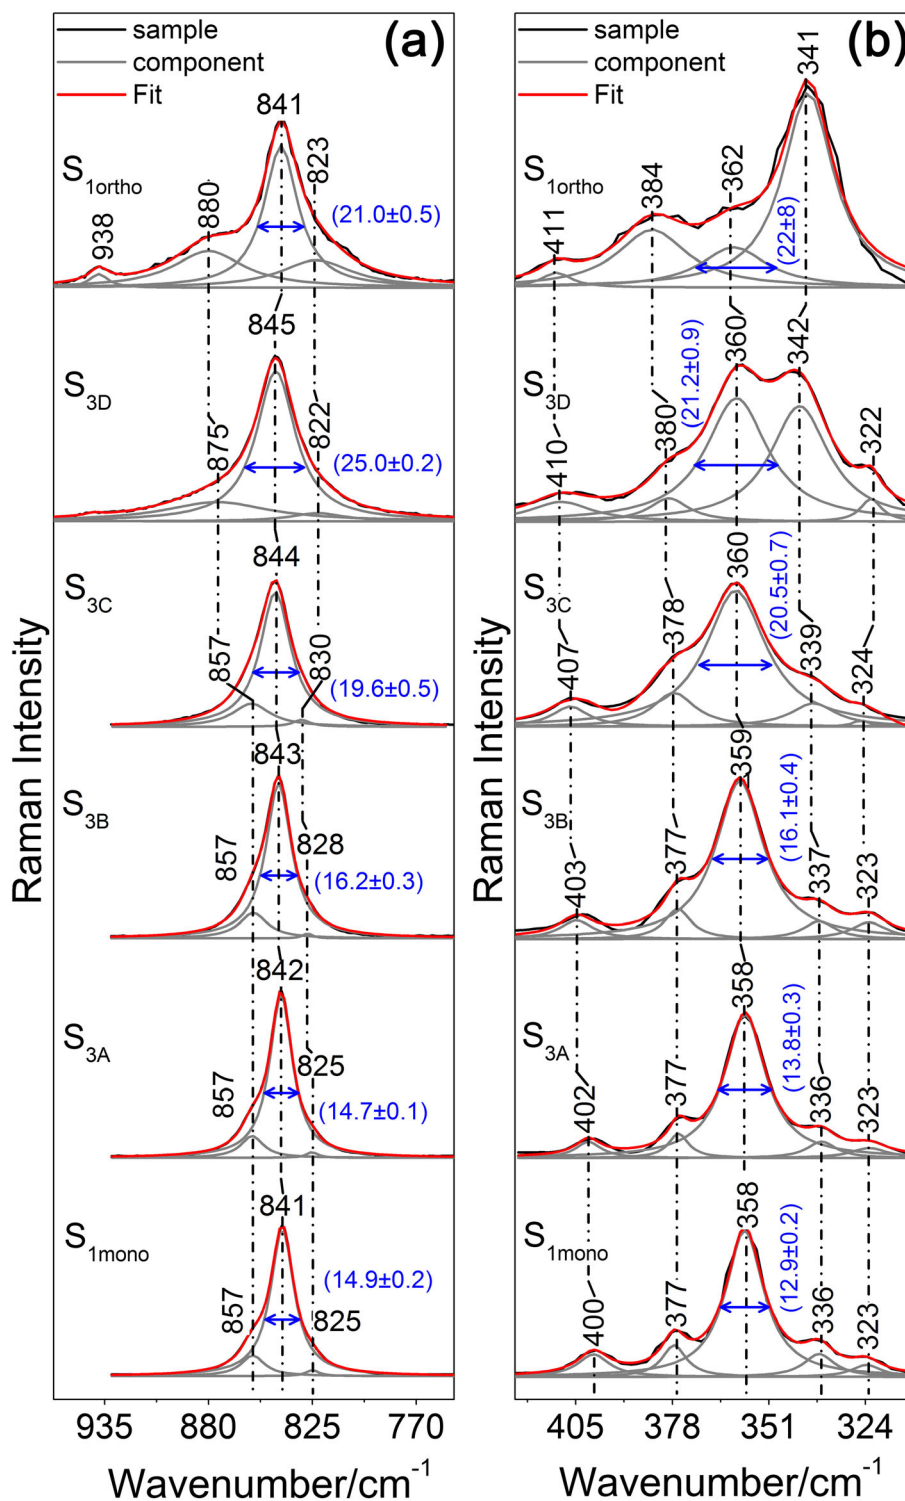 (a)
sample
component
Fit
S1ortho
938
880
841
823
(21.0±0.5)
S3D
875
845
822
(25.0±0.2)
S3C
857
844
830
(19.6±0.5)
S3B
857
843
828
(16.2±0.3)
S3A
857
842
825
(14.7±0.1)
S1mono
857
841
825
(14.9±0.2)
935 880 825 770
Wavenumber/cm-1
Raman Intensity
(b)
sample
component
Fit
S1ortho
411
384
362
341
(22±8)
S3D
410
380
(21.2±0.9)
360
342
322
S3C
407
378
360
(20.5±0.7)
339
324
S3B
403
377
359
(16.1±0.4)
337
323
S3A
402
377
358
(13.8±0.3)
336
323
S1mono
400
377
358
(12.9±0.2)
336
323
405 378 351 324
Wavenumber/cm-1
Raman Intensity